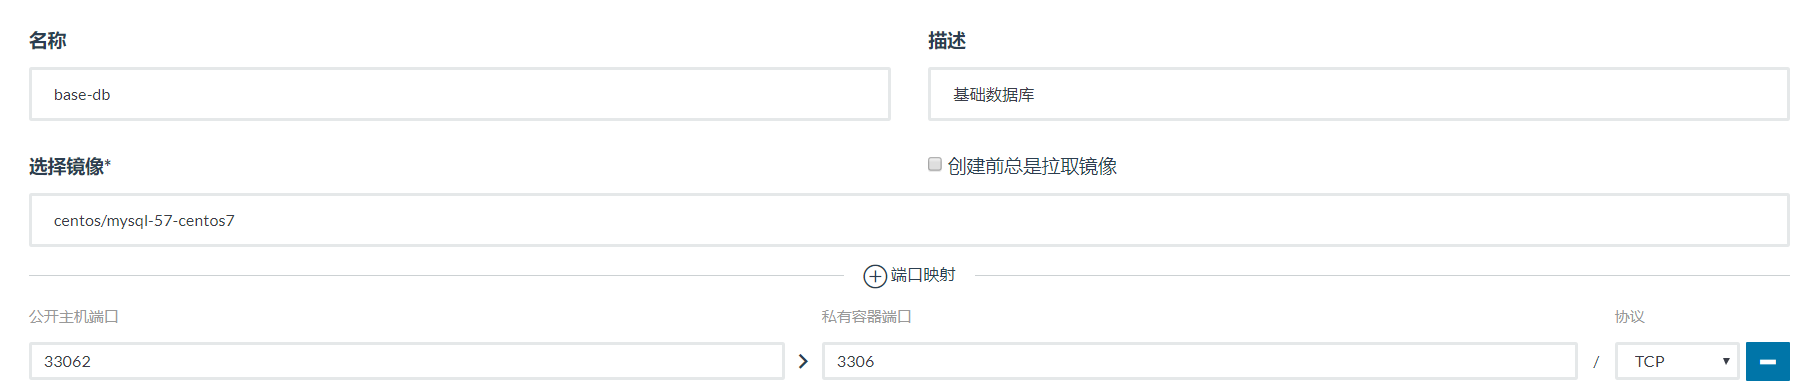 名称 描述
base-db 基础数据库
选择镜像* 创建前总是拉取镜像
centos/mysql-57-centos7
端口映射
公开主机端口 私有容器端口 协议
33062 3306 / TCP